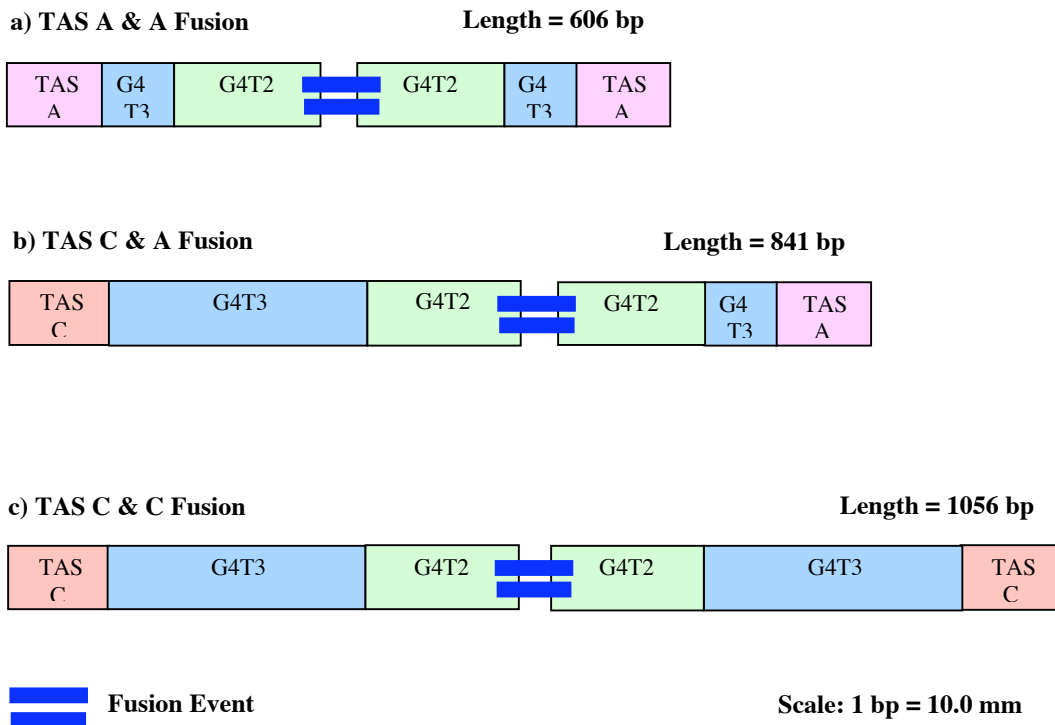 a) TAS A & A Fusion Length = 606 bp
TAS G4 G4T2 G4T2 G4 TAS
A T3 T3 A
b) TAS C & A Fusion Length = 841 bp
TAS G4T3 G4T2 G4T2 G4 TAS
C T3 A
c) TAS C & C Fusion Length = 1056 bp
TAS G4T3 G4T2 G4T2 G4T3 TAS
C C
Fusion Event Scale: 1 bp = 10.0 mm